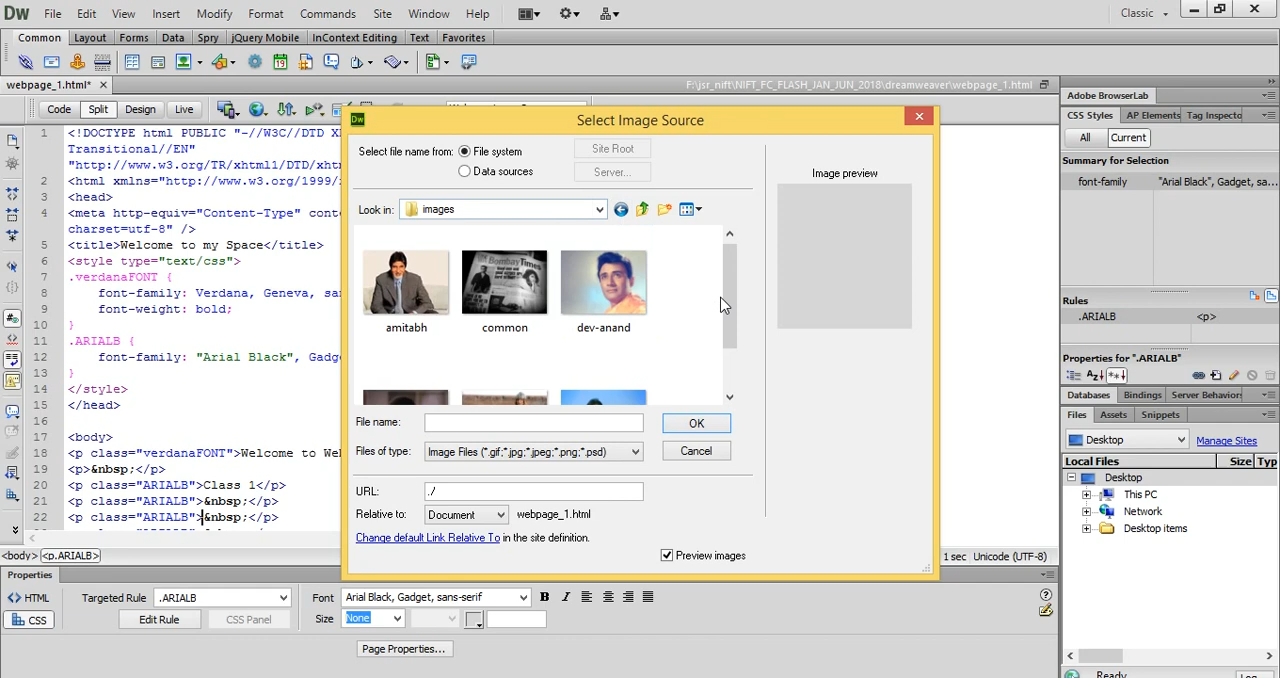 Dw File Edit View Insert Modify Format Commands Site Window Help Classic
Common Layout Forms Data Spry jQuery Mobile InContext Editing Text Favorites
webpage_1.html* F:\jsr_nift\NIFT_FC_FLASH_JAN_JUN_2018\dreamweaver\webpage_1.html
Code Split Design Live
1 <!DOCTYPE html PUBLIC "-//W3C//DTD
Transitional//EN"
"http://www.w3.org/TR/xhtml1/DTD/
2 <html xmlns="http://www.w3.org/1999/
3 <head>
4 <meta http-equiv="Content-Type"
charset=utf-8" />
5 <title>Welcome to my Space</title>
6 <style type="text/css">
7 .verdanaFONT {
8 font-family: Verdana, Geneva,
9 font-weight: bold;
10 }
11 .ARIALB {
12 font-family: "Arial Black",
13 }
14 </style>
15 </head>
16
17 <body>
18 <p class="verdanaFONT">Welcome to
19 <p>&nbsp;</p>
20 <p class="ARIALB">Class 1</p>
21 <p class="ARIALB">&nbsp;</p>
22 <p class="ARIALB">&nbsp;</p>
<body> <p.ARIALB> 1 sec Unicode (UTF-8)
Dw Select Image Source
Select file name from: File system Site Root
Data sources Server...
Look in: images
Image preview
amitabh common dev-anand
File name: OK
Files of type: Image Files (*.gif;*.jpg;*.jpeg;*.png;*.psd) Cancel
URL: ./
Relative to: Document webpage_1.html
Change default Link Relative To in the site definition.
Preview images
Adobe BrowserLab
CSS Styles AP Elements Tag Inspecto
All Current
Summary for Selection
font-family "Arial Black", Gadget, sa...
Rules
.ARIALB <p>
Properties for ".ARIALB"
Databases Bindings Server Behavior
Files Assets Snippets
Desktop Manage Sites
Local Files Size Typ
Desktop
This PC
Network
Desktop items
Ready Log...
Properties
HTML Targeted Rule .ARIALB Font Arial Black, Gadget, sans-serif B I
CSS Edit Rule CSS Panel Size None
Page Properties...